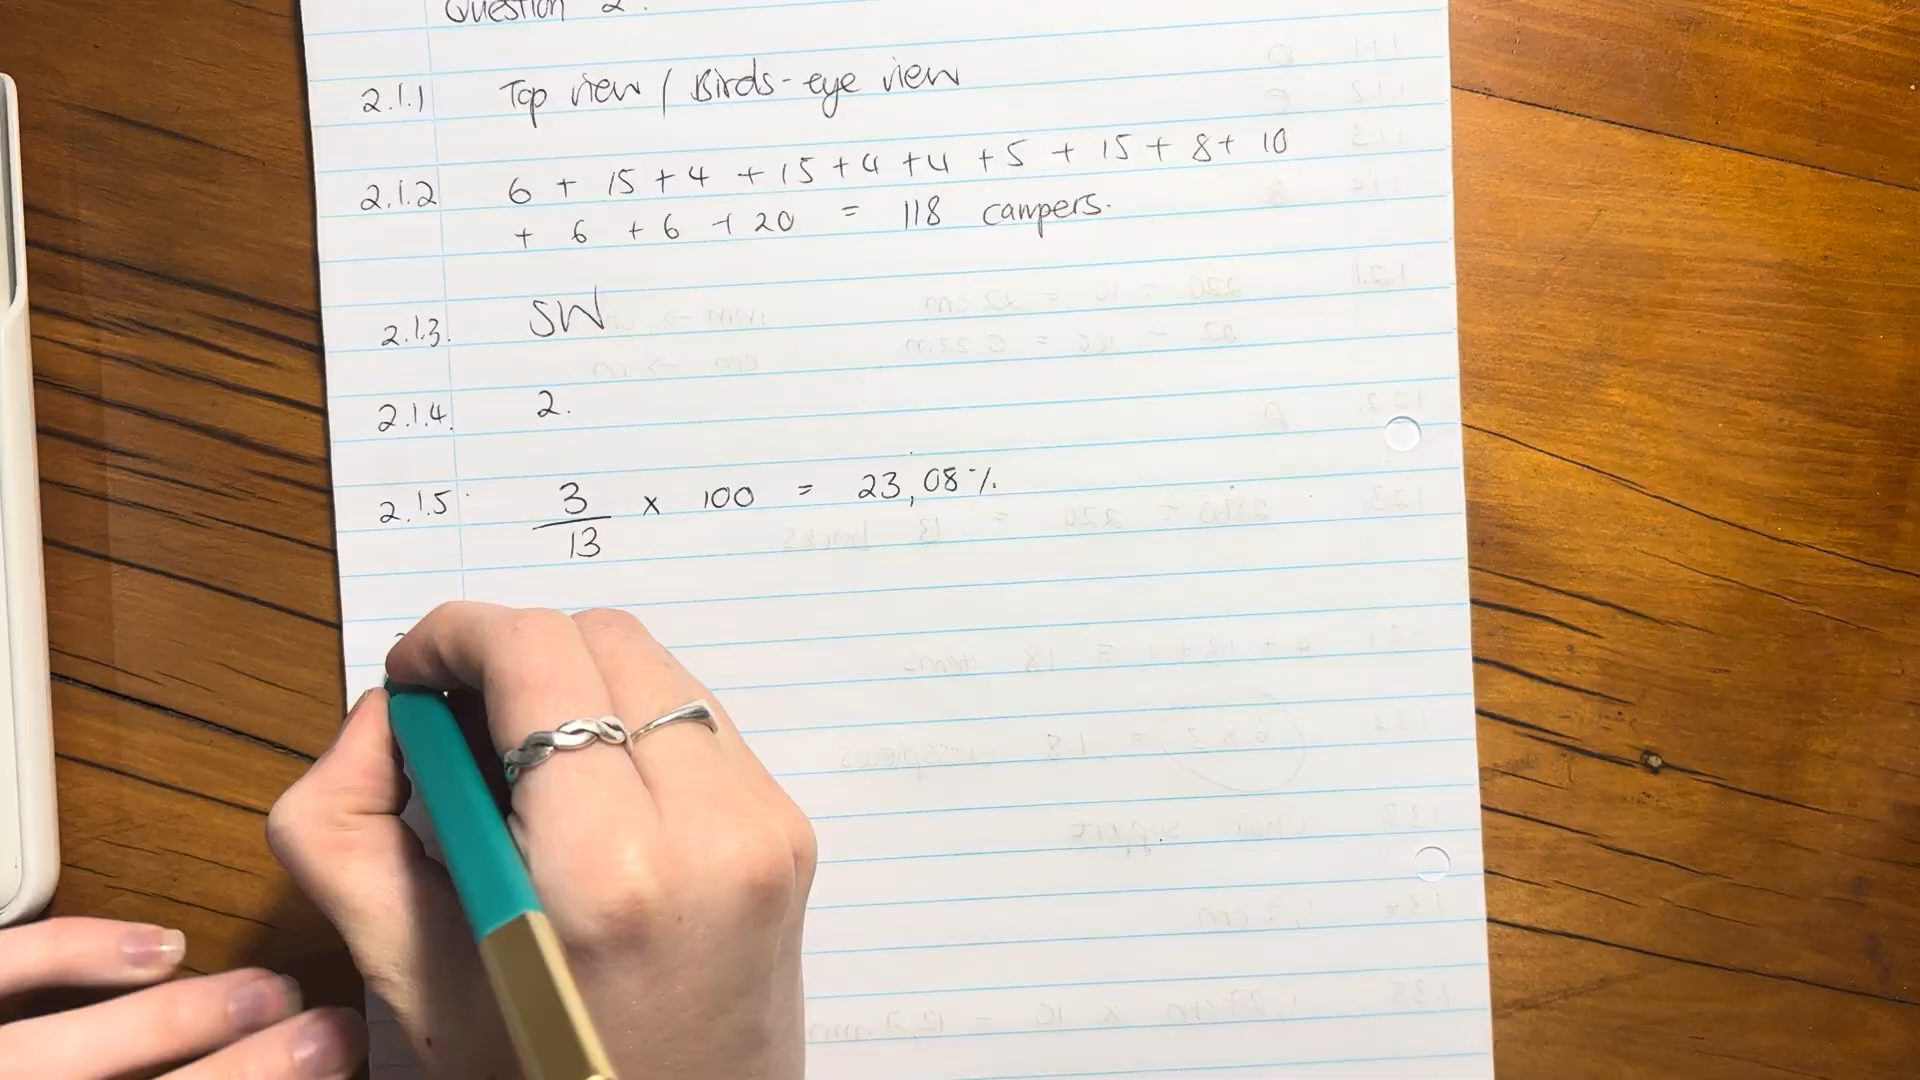 Question 2.
2.1.1 Top view / Birds-eye view
2.1.2 6 + 15 + 4 + 15 + 4 + 4 + 5 + 15 + 8 + 10
+ 6 + 6 + 20 = 118 campers.
2.1.3. SW
2.1.4. 2.
2.1.5 3/13 x 100 = 23,08%